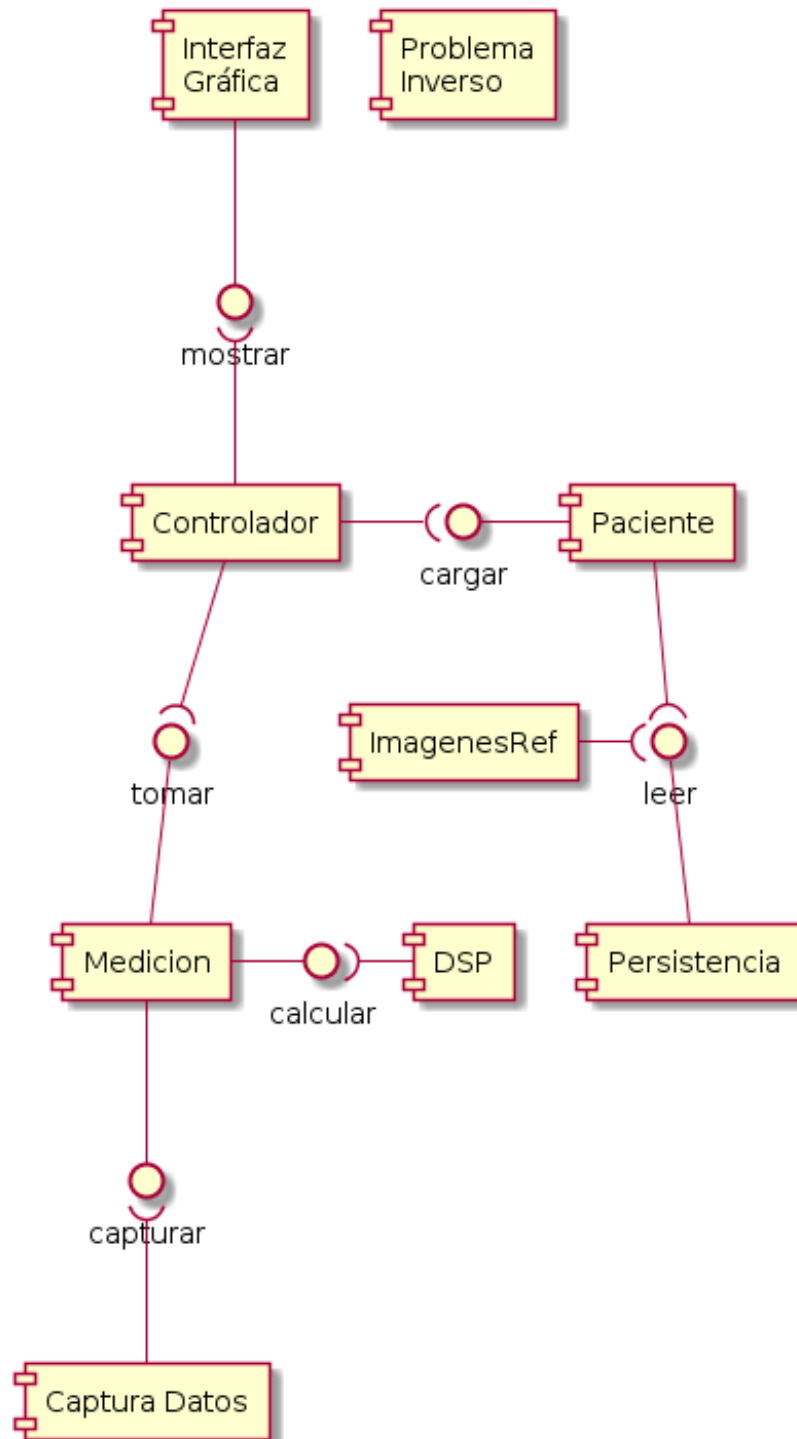 Interfaz
Gráfica
Problema
Inverso
mostrar
Controlador
Paciente
cargar
ImagenesRef
tomar
leer
Medicion
DSP
Persistencia
calcular
capturar
Captura Datos